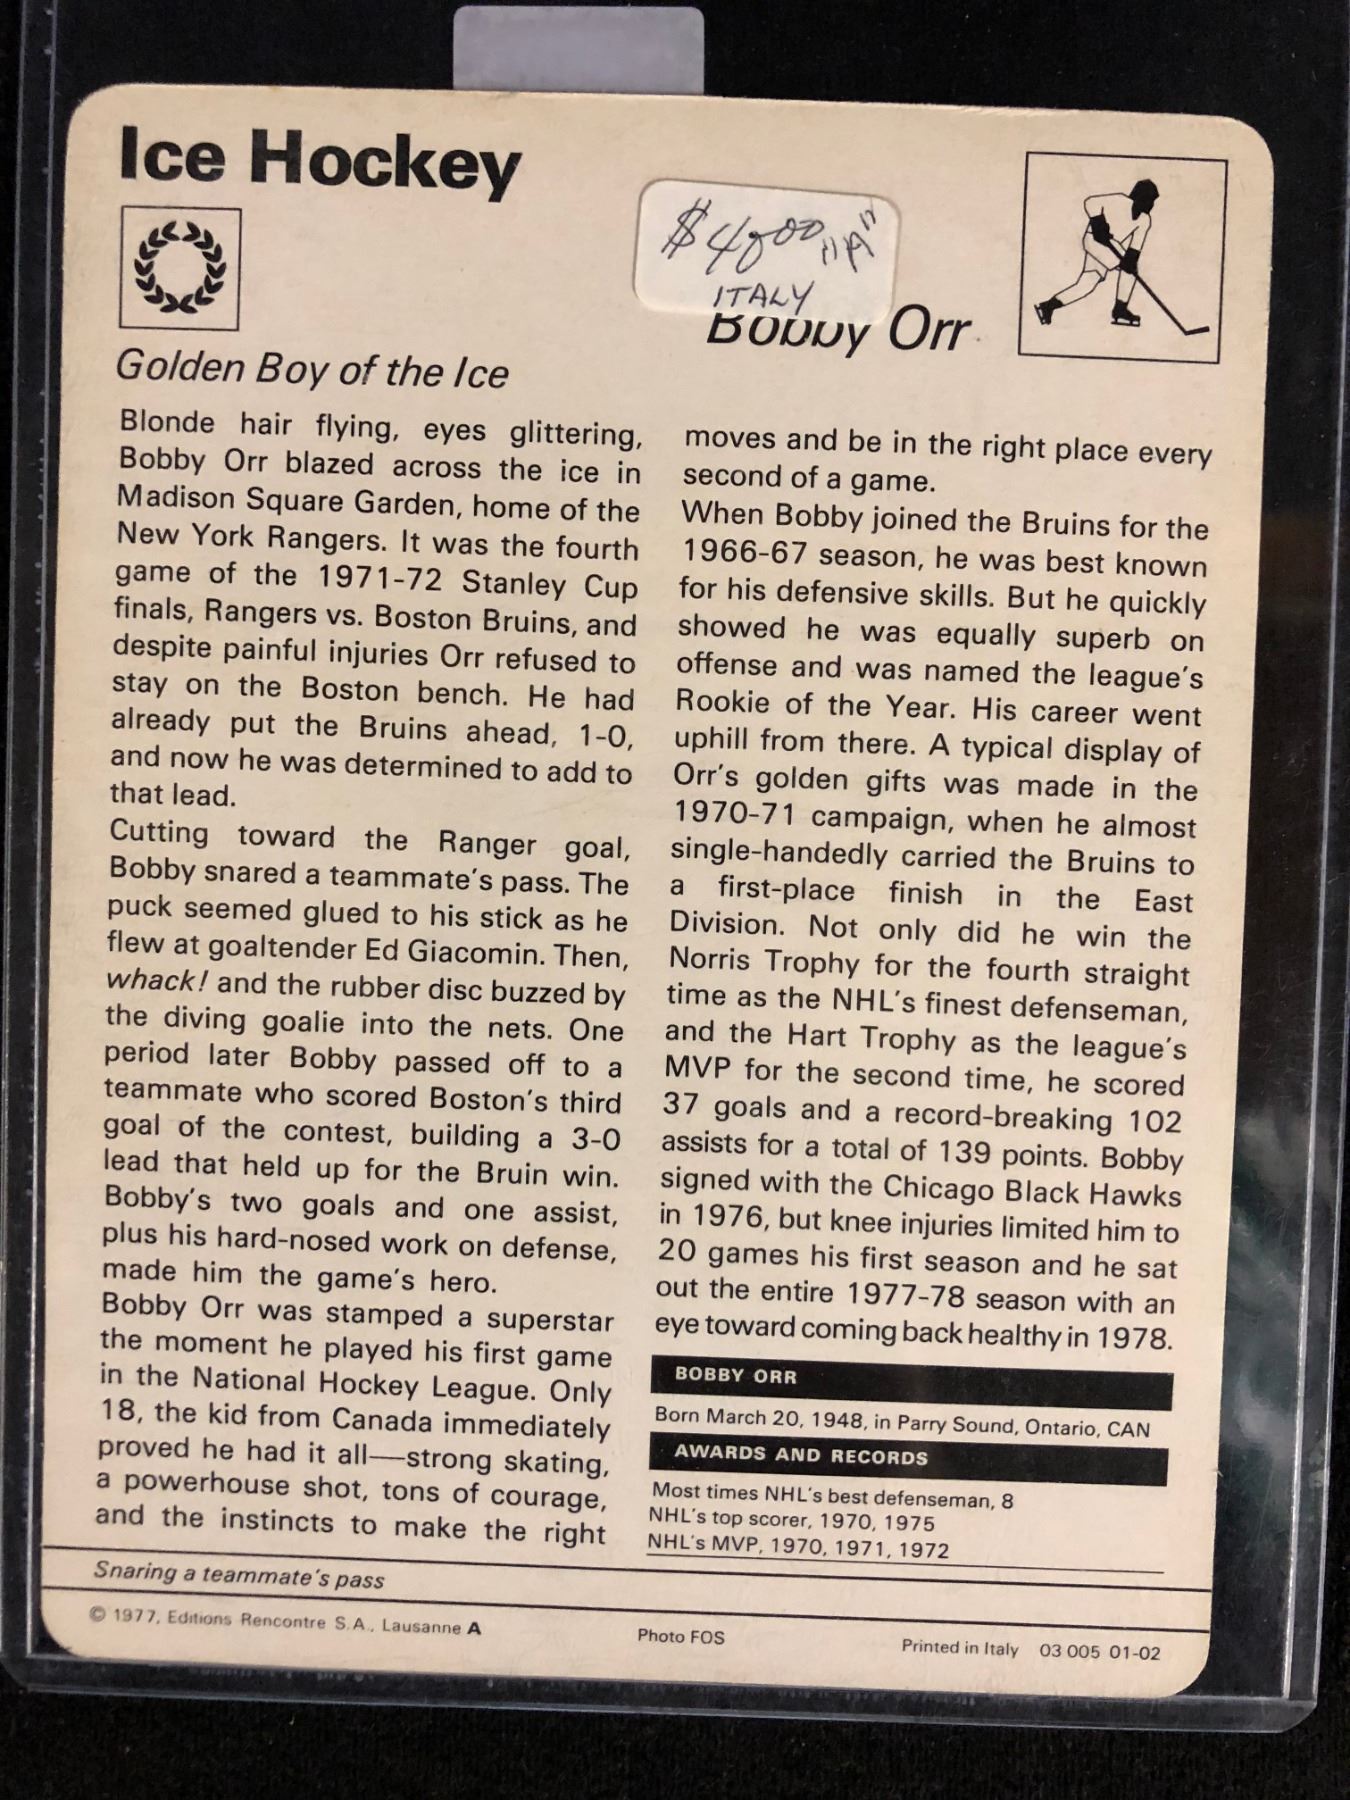 Ice Hockey
$4800 "A"
ITALY
Bobby Orr
Golden Boy of the Ice
Blonde hair flying, eyes glittering,
Bobby Orr blazed across the ice in
Madison Square Garden, home of the
New York Rangers. It was the fourth
game of the 1971-72 Stanley Cup
finals, Rangers vs. Boston Bruins, and
despite painful injuries Orr refused to
stay on the Boston bench. He had
already put the Bruins ahead, 1-0,
and now he was determined to add to
that lead.
Cutting toward the Ranger goal,
Bobby snared a teammate's pass. The
puck seemed glued to his stick as he
flew at goaltender Ed Giacomin. Then,
whack! and the rubber disc buzzed by
the diving goalie into the nets. One
period later Bobby passed off to a
teammate who scored Boston's third
goal of the contest, building a 3-0
lead that held up for the Bruin win.
Bobby's two goals and one assist,
plus his hard-nosed work on defense,
made him the game's hero.
Bobby Orr was stamped a superstar
the moment he played his first game
in the National Hockey League. Only
18, the kid from Canada immediately
proved he had it all—strong skating,
a powerhouse shot, tons of courage,
and the instincts to make the right
moves and be in the right place every
second of a game.
When Bobby joined the Bruins for the
1966-67 season, he was best known
for his defensive skills. But he quickly
showed he was equally superb on
offense and was named the league's
Rookie of the Year. His career went
uphill from there. A typical display of
Orr's golden gifts was made in the
1970-71 campaign, when he almost
single-handedly carried the Bruins to
a first-place finish in the East
Division. Not only did he win the
Norris Trophy for the fourth straight
time as the NHL's finest defenseman,
and the Hart Trophy as the league's
MVP for the second time, he scored
37 goals and a record-breaking 102
assists for a total of 139 points. Bobby
signed with the Chicago Black Hawks
in 1976, but knee injuries limited him to
20 games his first season and he sat
out the entire 1977-78 season with an
eye toward coming back healthy in 1978.
BOBBY ORR
Born March 20, 1948, in Parry Sound, Ontario, CAN
AWARDS AND RECORDS
Most times NHL's best defenseman, 8
NHL's top scorer, 1970, 1975
NHL's MVP, 1970, 1971, 1972
Snaring a teammate's pass
© 1977, Editions Rencontre S.A., Lausanne A
Photo FOS
Printed in Italy 03 005 01-02